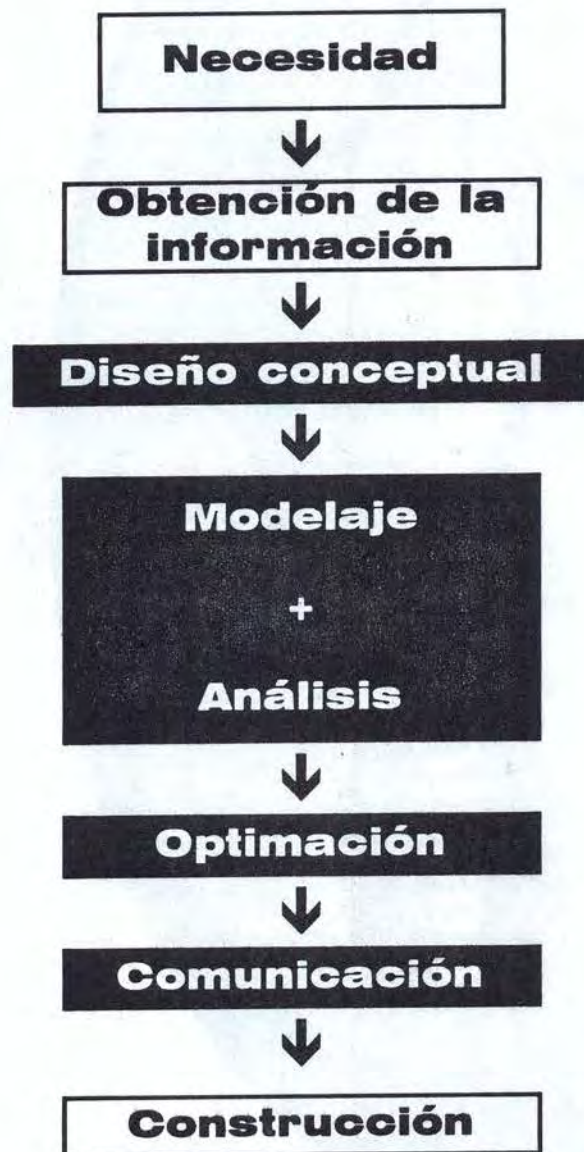 Necesidad
Obtención de la
información
Diseño conceptual
Modelaje
+
Análisis
Optimación
Comunicación
Construcción